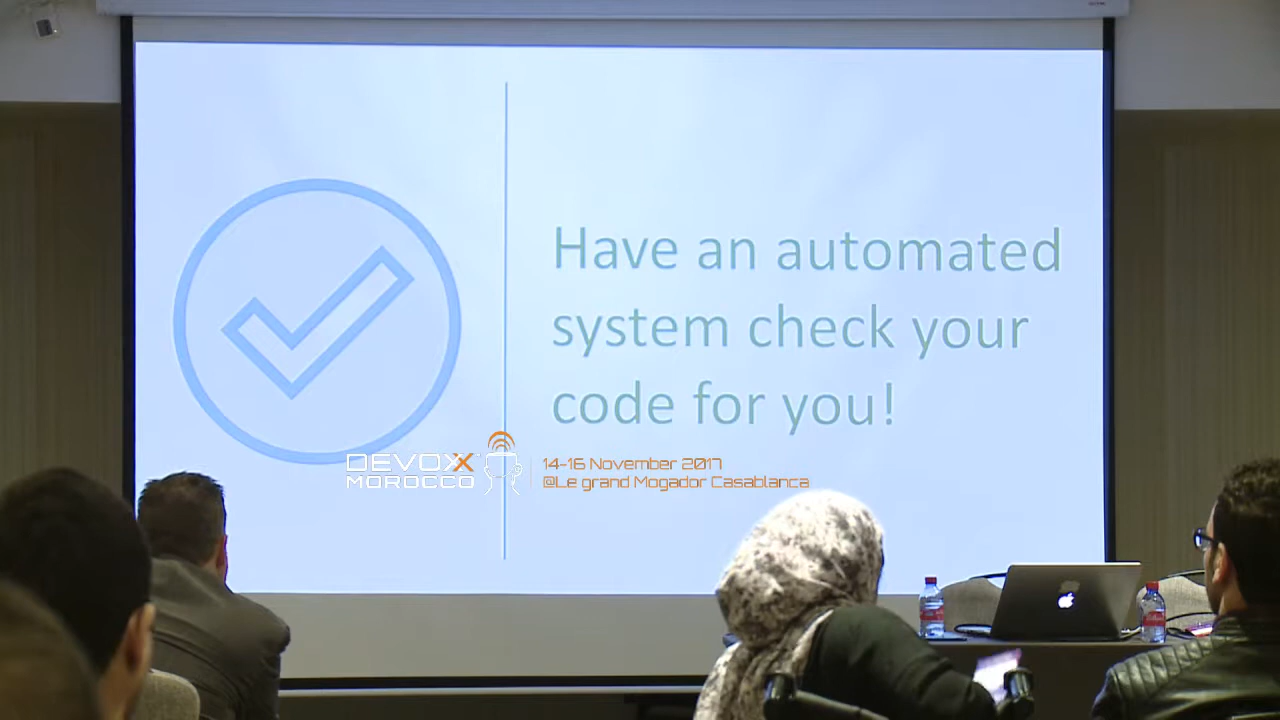 Have an automated
system check your
code for you!
DEVOXX
MOROCCO
14-16 November 2017
@Le grand Mogador Casablanca